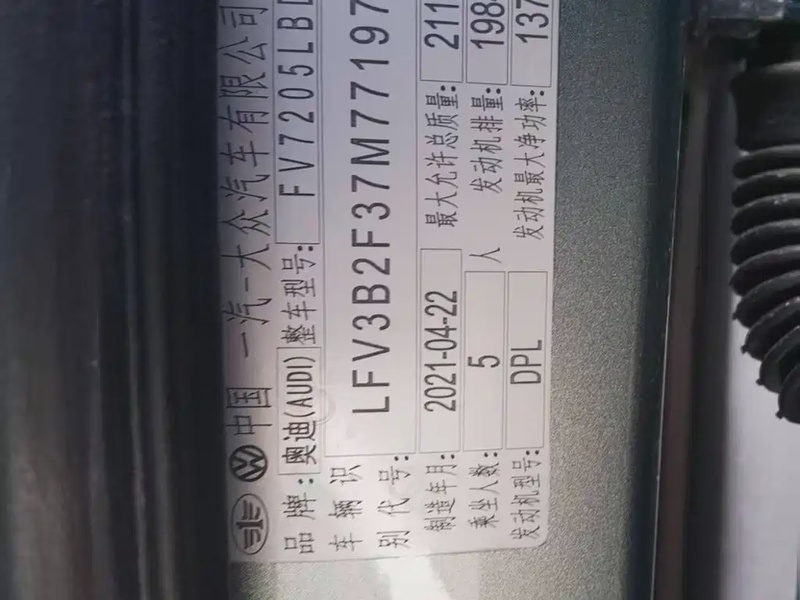 中国 一汽-大众汽车有限公司
品牌: 奥迪(AUDI) 整车型号: FV7205LBD
车辆识别代号: LFV3B2F37M77197
制造年月: 2021-04-22 最大允许总质量: 211
乘坐人数: 5 人 发动机排量: 198
发动机型号: DPL 发动机最大净功率: 137